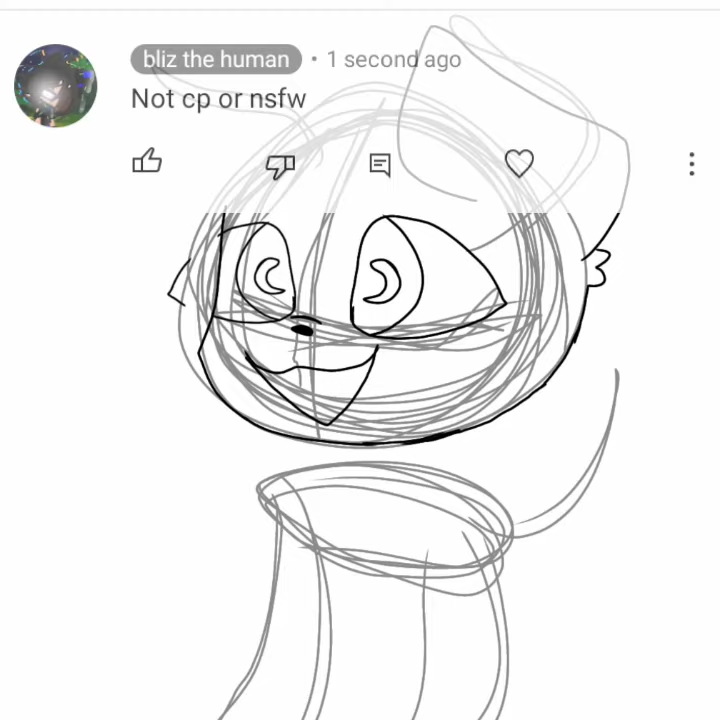 bliz the human • 1 second ago
Not cp or nsfw